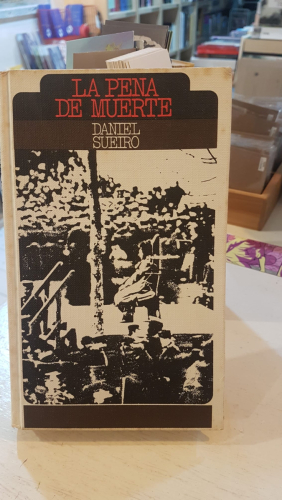 LA PENA
DE MUERTE
DANIEL
SUEIRO